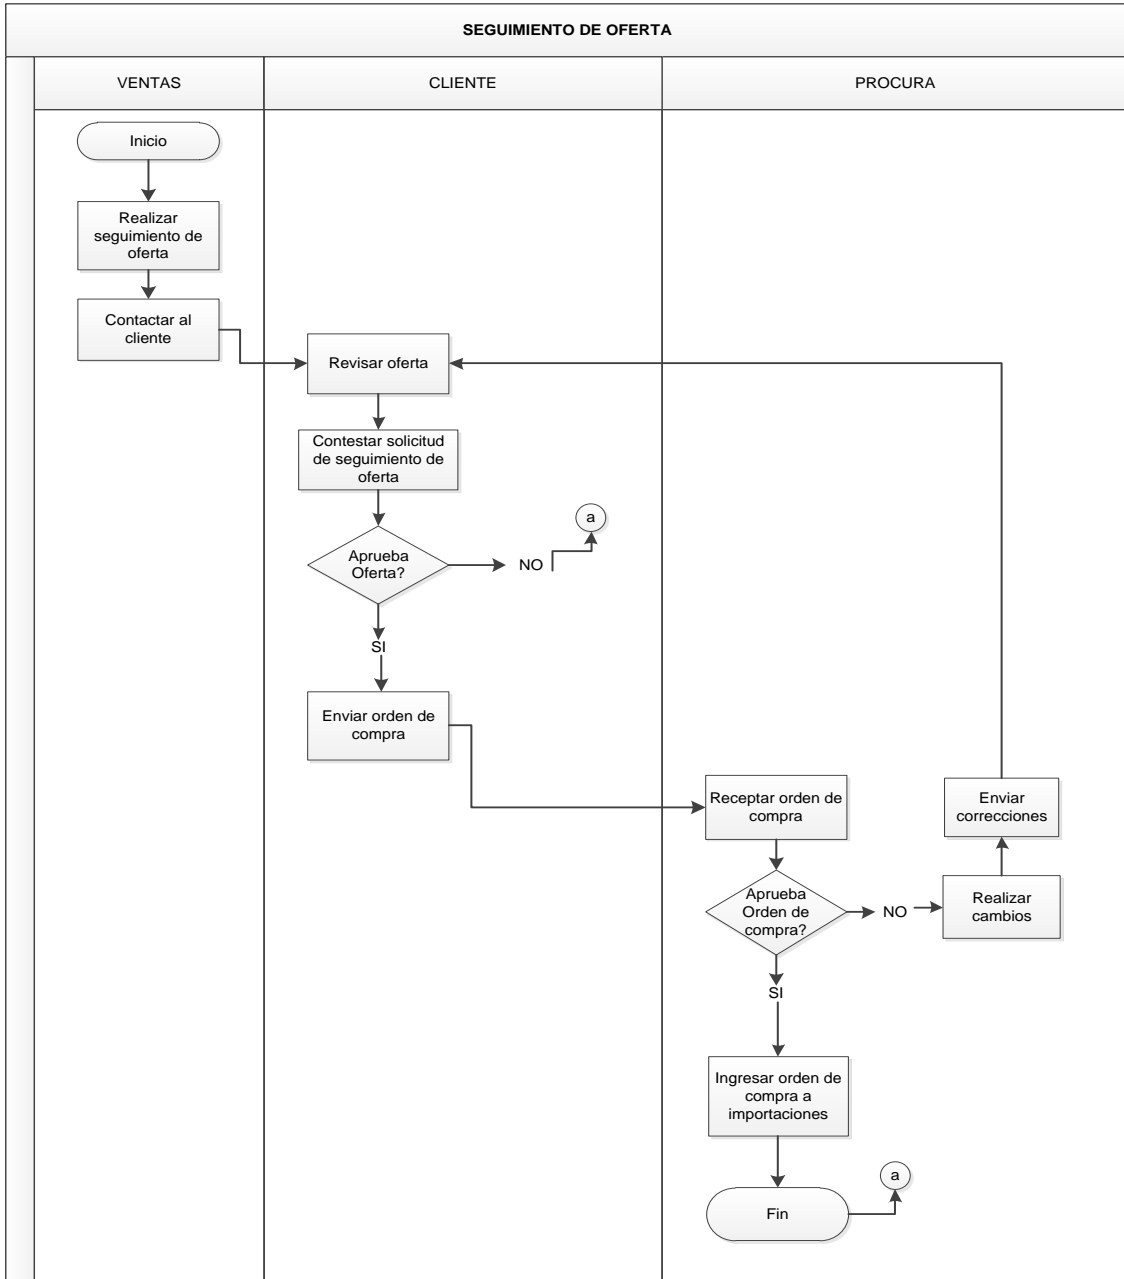 SEGUIMIENTO DE OFERTA
VENTAS
CLIENTE
PROCURA
Inicio
Realizar
seguimiento de
oferta
Contactar al
cliente
Revisar oferta
Contestar solicitud
de seguimiento de
oferta
a
Aprueba
Oferta?
NO
SI
Enviar orden de
compra
Receptar orden de
compra
Enviar
correcciones
Aprueba
Orden de
compra?
NO
Realizar
cambios
SI
Ingresar orden de
compra a
importaciones
a
Fin